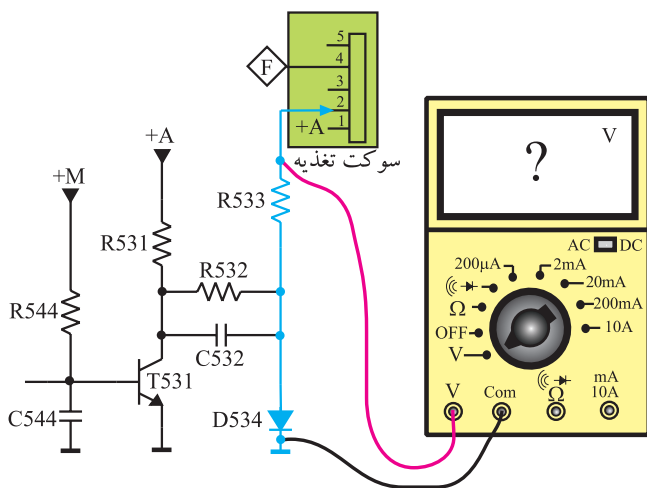 5
4
F
3
2
+A
1
سوکت تغذیه
+A
+M
R533
R531
R532
R544
C532
T531
C544
D534
V
?
AC DC
200µA
2mA
20mA
Ω
200mA
OFF
10A
V
V
Com
Ω
mA
10A